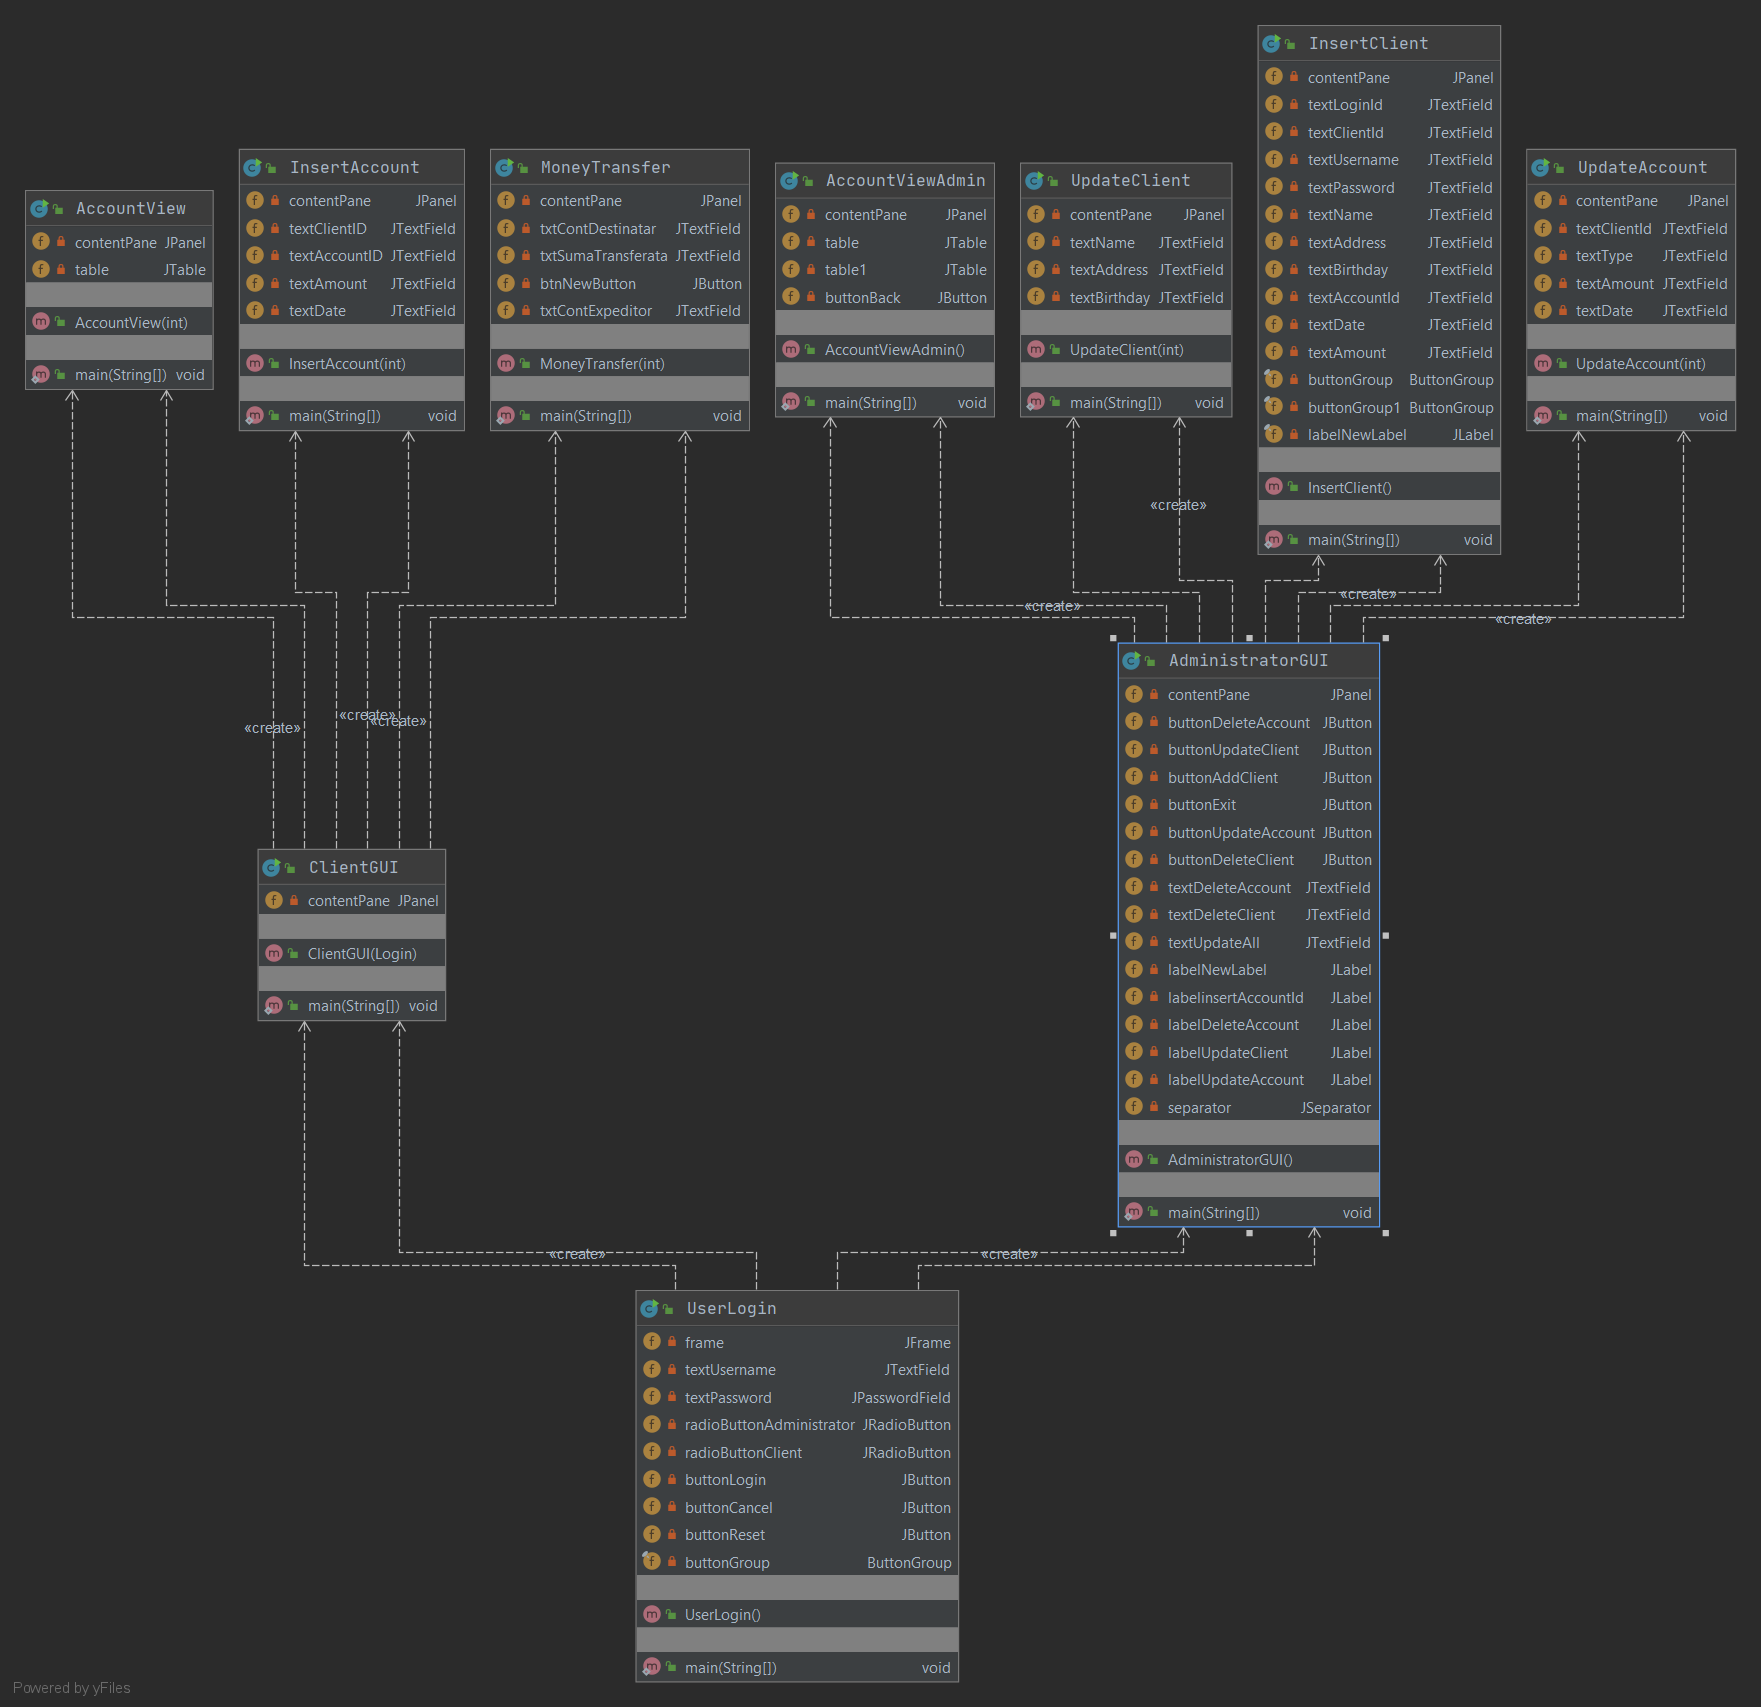 InsertClient
contentPane JPanel
textLoginId JTextField
textClientId JTextField
textUsername JTextField
textPassword JTextField
textName JTextField
textAddress JTextField
textBirthday JTextField
textAccountId JTextField
textDate JTextField
textAmount JTextField
buttonGroup ButtonGroup
buttonGroup1 ButtonGroup
labelNewLabel JLabel
InsertClient()
main(String[]) void
AccountView
contentPane JPanel
table JTable
AccountView(int)
main(String[]) void
InsertAccount
contentPane JPanel
textClientID JTextField
textAccountID JTextField
textAmount JTextField
textDate JTextField
InsertAccount(int)
main(String[]) void
MoneyTransfer
contentPane JPanel
txtContDestinatar JTextField
txtSumaTransferata JTextField
btnNewButton JButton
txtContExpeditor JTextField
MoneyTransfer(int)
main(String[]) void
AccountViewAdmin
contentPane JPanel
table JTable
table1 JTable
buttonBack JButton
AccountViewAdmin()
main(String[]) void
UpdateClient
contentPane JPanel
textName JTextField
textAddress JTextField
textBirthday JTextField
UpdateClient(int)
main(String[]) void
UpdateAccount
contentPane JPanel
textClientId JTextField
textType JTextField
textAmount JTextField
textDate JTextField
UpdateAccount(int)
main(String[]) void
«create»
«create»
«create»
«create»
«create»
«create»
«create»
AdministratorGUI
contentPane JPanel
buttonDeleteAccount JButton
buttonUpdateClient JButton
buttonAddClient JButton
buttonExit JButton
buttonUpdateAccount JButton
buttonDeleteClient JButton
textDeleteAccount JTextField
textDeleteClient JTextField
textUpdateAll JTextField
labelNewLabel JLabel
labelinsertAccountId JLabel
labelDeleteAccount JLabel
labelUpdateClient JLabel
labelUpdateAccount JLabel
separator JSeparator
AdministratorGUI()
main(String[]) void
ClientGUI
contentPane JPanel
ClientGUI(Login)
main(String[]) void
«create»
«create»
UserLogin
frame JFrame
textUsername JTextField
textPassword JPasswordField
radioButtonAdministrator JRadioButton
radioButtonClient JRadioButton
buttonLogin JButton
buttonCancel JButton
buttonReset JButton
buttonGroup ButtonGroup
UserLogin()
main(String[]) void
Powered by yFiles